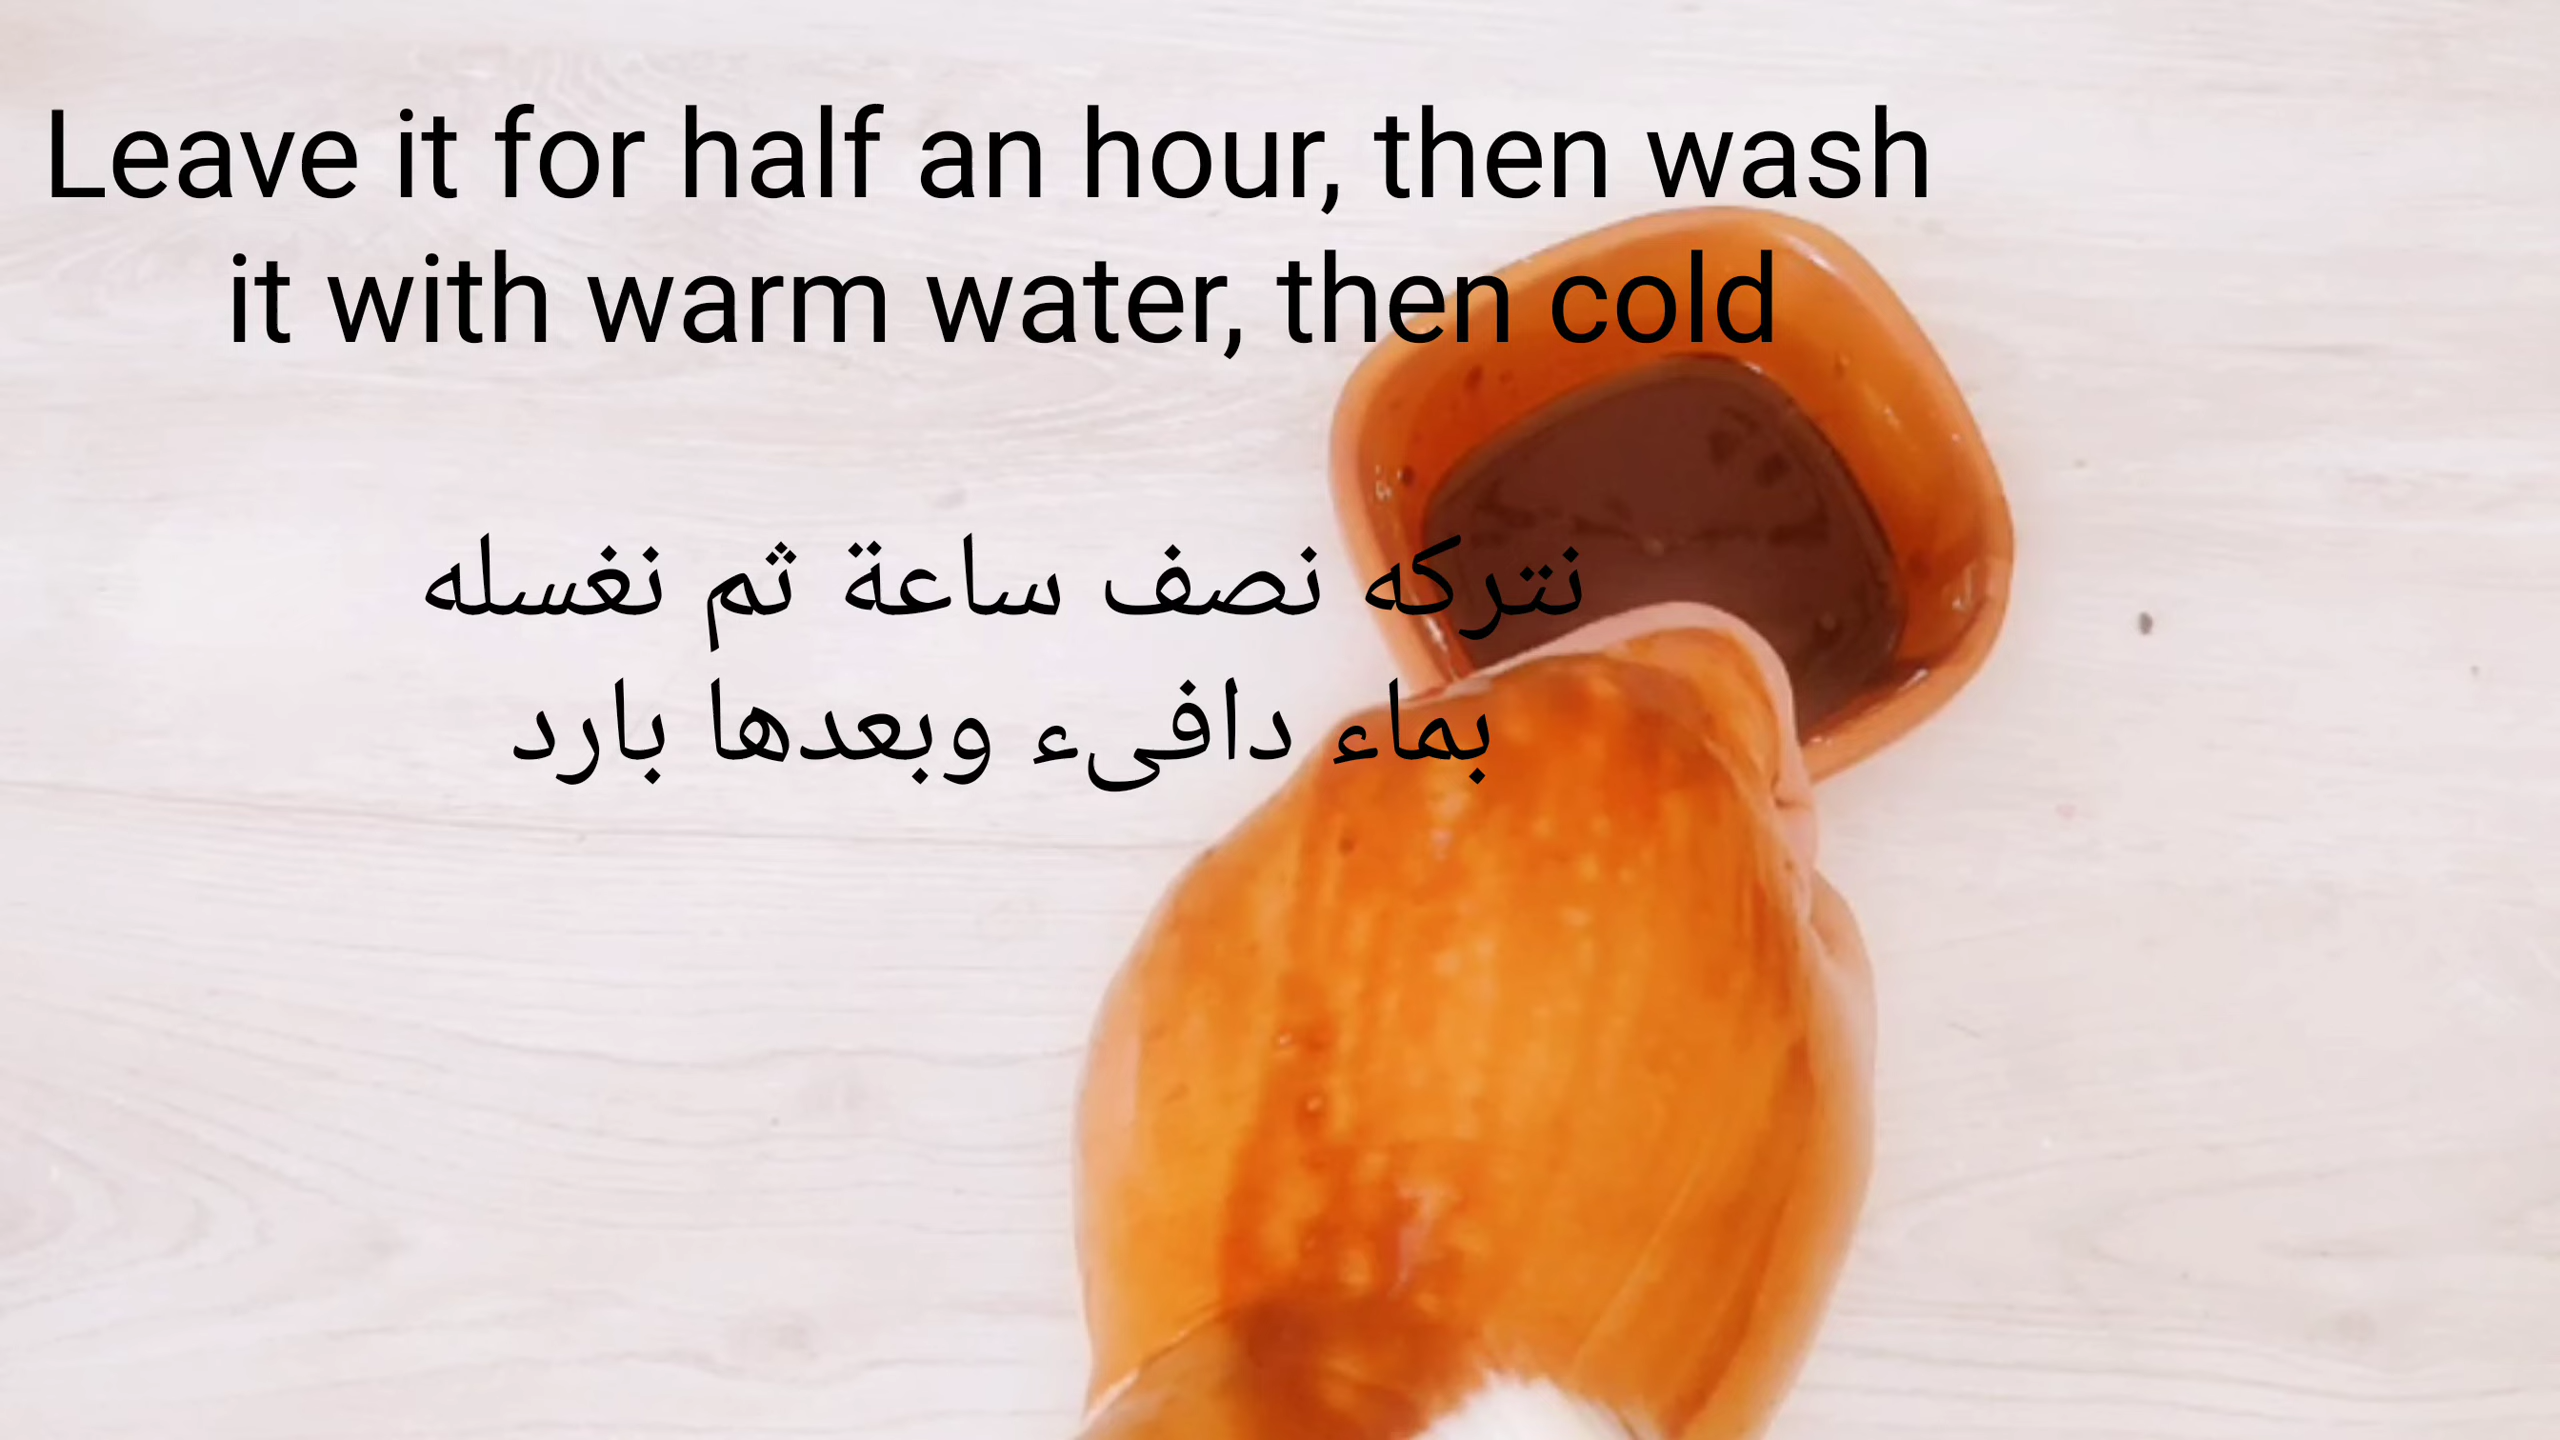 Leave it for half an hour, then wash
it with warm water, then cold
نتركه نصف ساعة ثم نغسله
بماء دافىء وبعدها بارد